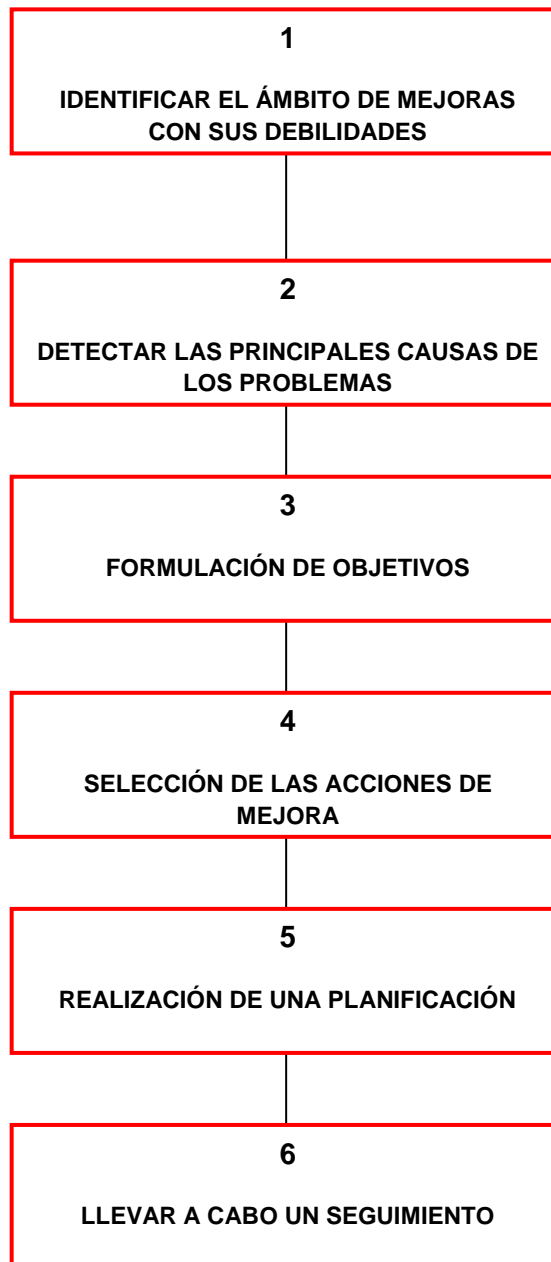 1
IDENTIFICAR EL ÁMBITO DE MEJORAS
CON SUS DEBILIDADES
2
DETECTAR LAS PRINCIPALES CAUSAS DE
LOS PROBLEMAS
3
FORMULACIÓN DE OBJETIVOS
4
SELECCIÓN DE LAS ACCIONES DE
MEJORA
5
REALIZACIÓN DE UNA PLANIFICACIÓN
6
LLEVAR A CABO UN SEGUIMIENTO